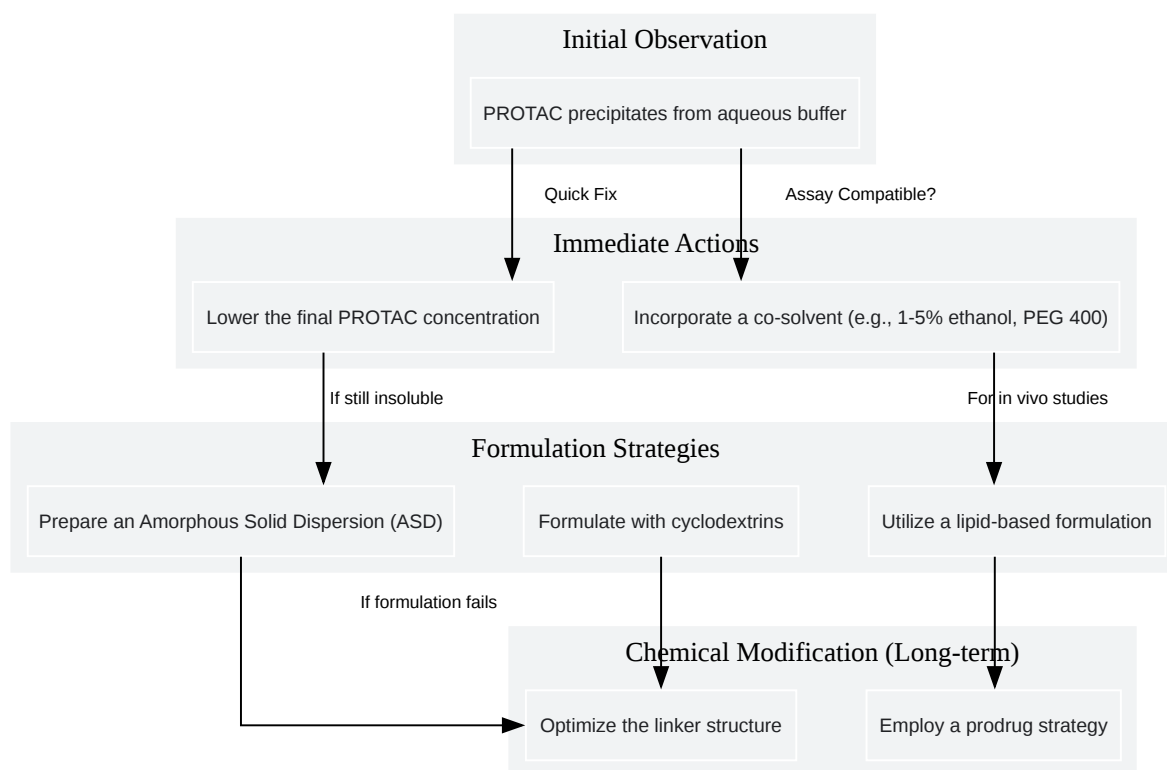 Initial Observation
PROTAC precipitates from aqueous buffer
Quick Fix
Assay Compatible?
Immediate Actions
Lower the final PROTAC concentration
Incorporate a co-solvent (e.g., 1-5% ethanol, PEG 400)
If still insoluble
For in vivo studies
Formulation Strategies
Prepare an Amorphous Solid Dispersion (ASD)
Formulate with cyclodextrins
Utilize a lipid-based formulation
If formulation fails
Chemical Modification (Long-term)
Optimize the linker structure
Employ a prodrug strategy